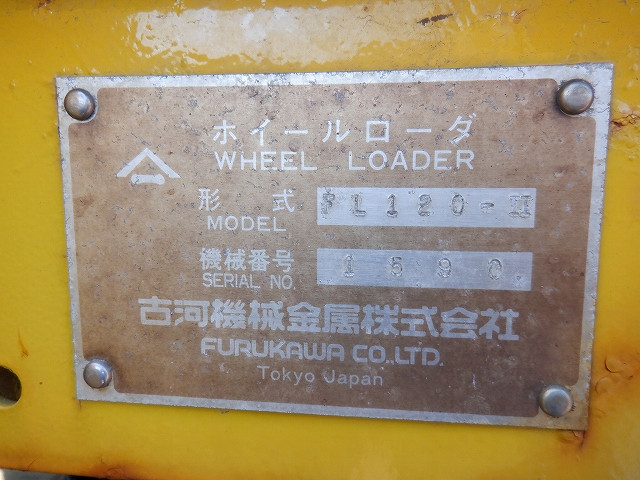 ホイールローダ
WHEEL LOADER
形式 FL120-II
MODEL
機械番号 1590
SERIAL NO.
古河機械金属株式会社
FURUKAWA CO.,LTD.
Tokyo Japan